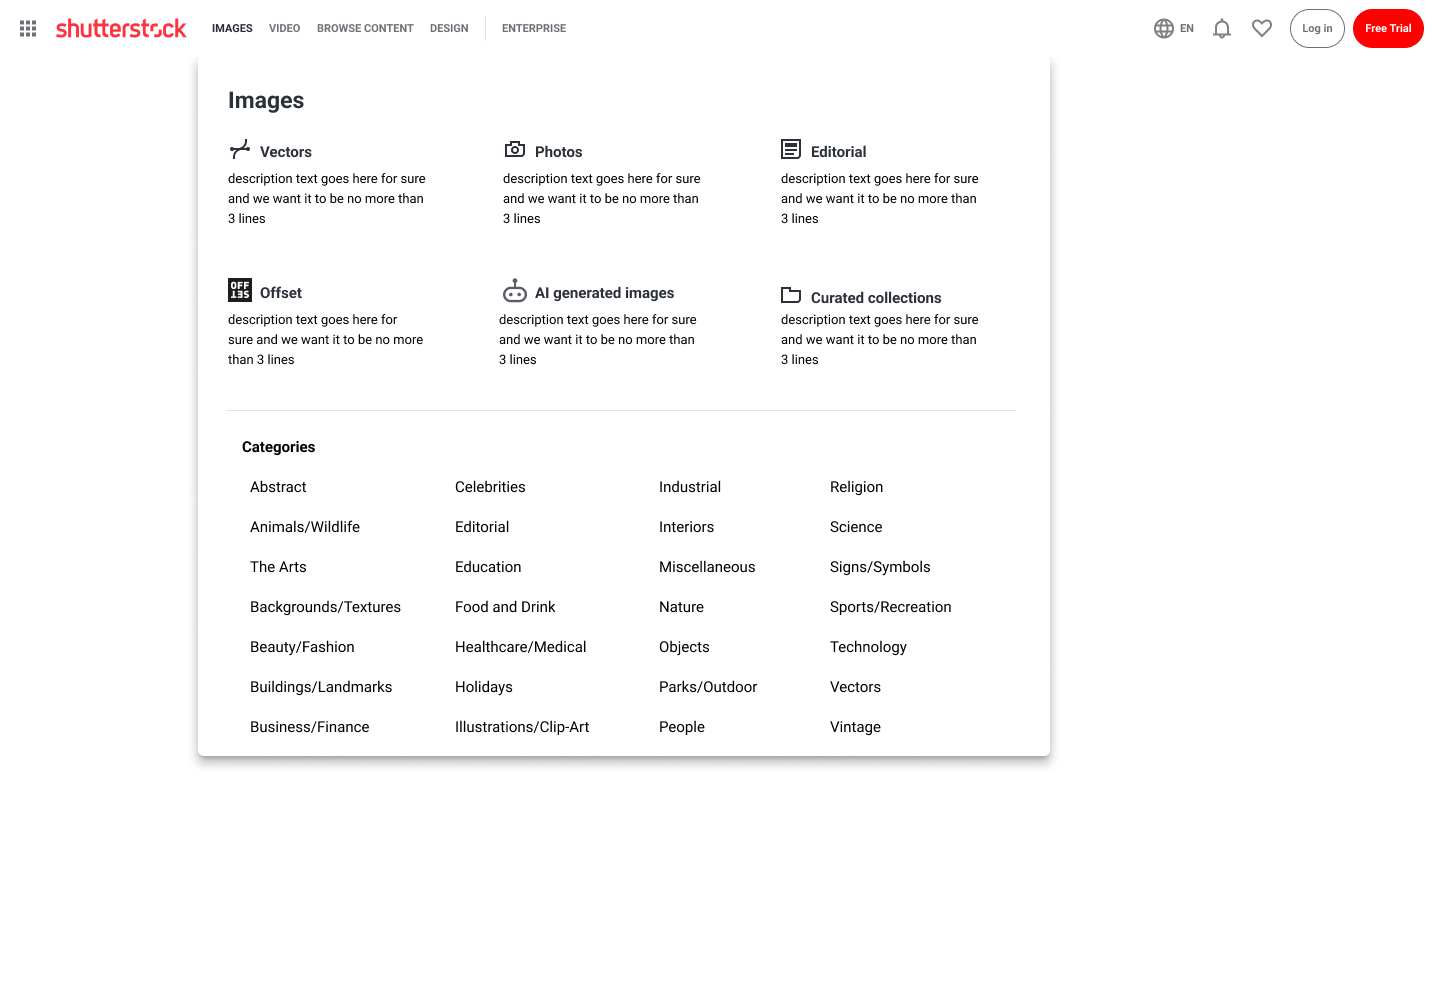 shutterstock
IMAGES
VIDEO
BROWSE CONTENT
DESIGN
ENTERPRISE
EN
Log in
Free Trial
Images
Vectors
description text goes here for sure
and we want it to be no more than
3 lines
Photos
description text goes here for sure
and we want it to be no more than
3 lines
Editorial
description text goes here for sure
and we want it to be no more than
3 lines
OFF
SET
Offset
description text goes here for
sure and we want it to be no more
than 3 lines
AI generated images
description text goes here for sure
and we want it to be no more than
3 lines
Curated collections
description text goes here for sure
and we want it to be no more than
3 lines
Categories
Abstract
Animals/Wildlife
The Arts
Backgrounds/Textures
Beauty/Fashion
Buildings/Landmarks
Business/Finance
Celebrities
Editorial
Education
Food and Drink
Healthcare/Medical
Holidays
Illustrations/Clip-Art
Industrial
Interiors
Miscellaneous
Nature
Objects
Parks/Outdoor
People
Religion
Science
Signs/Symbols
Sports/Recreation
Technology
Vectors
Vintage